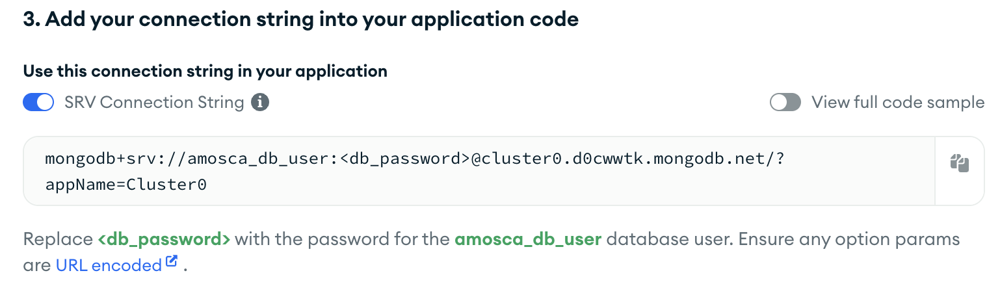 3. Add your connection string into your application code
Use this connection string in your application
SRV Connection String
View full code sample
mongodb+srv://amosca_db_user:<db_password>@cluster0.d0cwwtk.mongodb.net/?
appName=Cluster0
Replace <db_password> with the password for the amosca_db_user database user. Ensure any option params
are URL encoded .